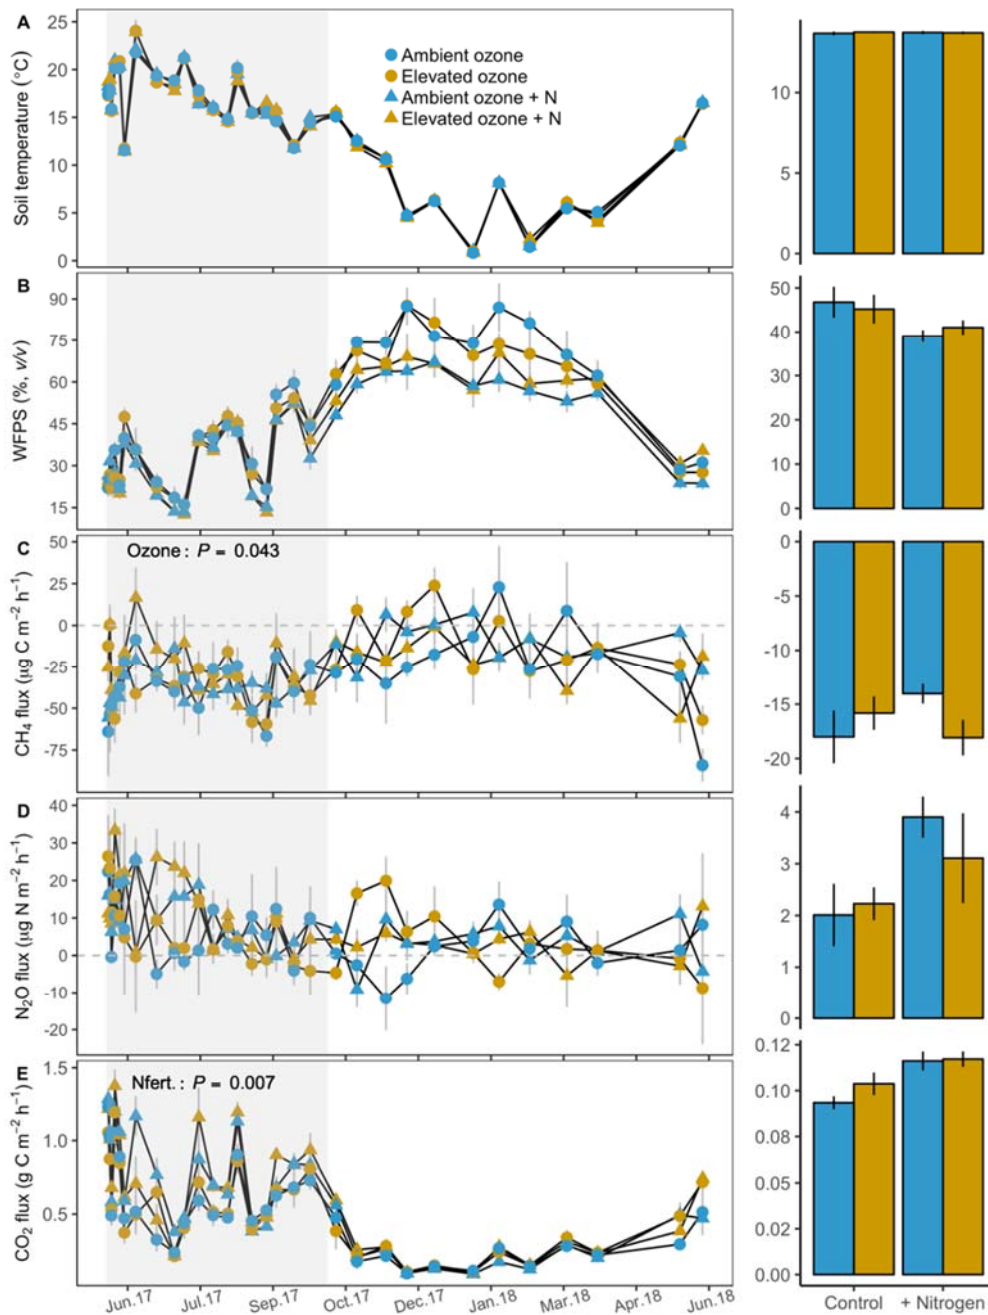 A
Soil temperature (°C)
25
20
15
10
5
0
Ambient ozone
Elevated ozone
Ambient ozone + N
Elevated ozone + N
10
5
0
B
WFPS (%, v/v)
90
75
60
45
30
15
50
40
30
20
10
0
C
CH₄ flux (µg C m⁻² h⁻¹)
50
25
0
-25
-50
-75
Ozone : P = 0.043
0
-5
-10
-15
-20
D
N₂O flux (µg N m⁻² h⁻¹)
40
30
20
10
0
-10
-20
4
3
2
1
0
E
CO₂ flux (g C m⁻² h⁻¹)
1.5
1.0
0.5
Nfert. : P = 0.007
0.12
0.10
0.08
0.05
0.02
0.00
Jun.17 Jul.17 Sep.17 Oct.17 Dec.17 Jan.18 Mar.18 Apr.18 Jun.18
Control + Nitrogen